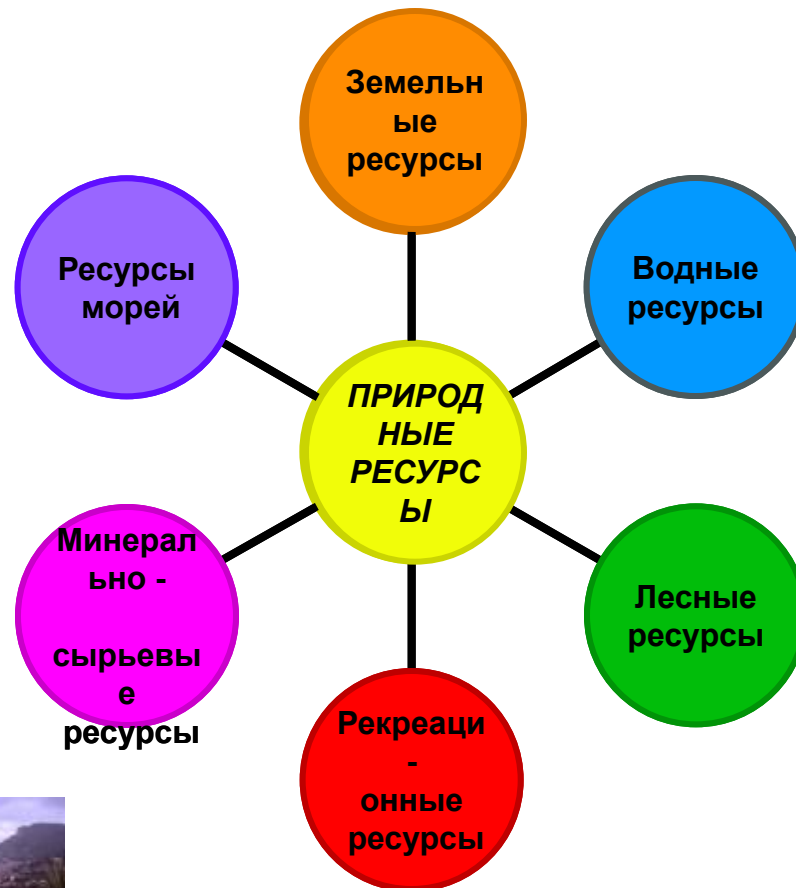 Земельн
ые
ресурсы
Ресурсы
морей
Водные
ресурсы
ПРИРОД
НЫЕ
РЕСУРС
Ы
Минерал
ьно -
сырьевы
е
ресурсы
Лесные
ресурсы
Рекреаци
-
онные
ресурсы